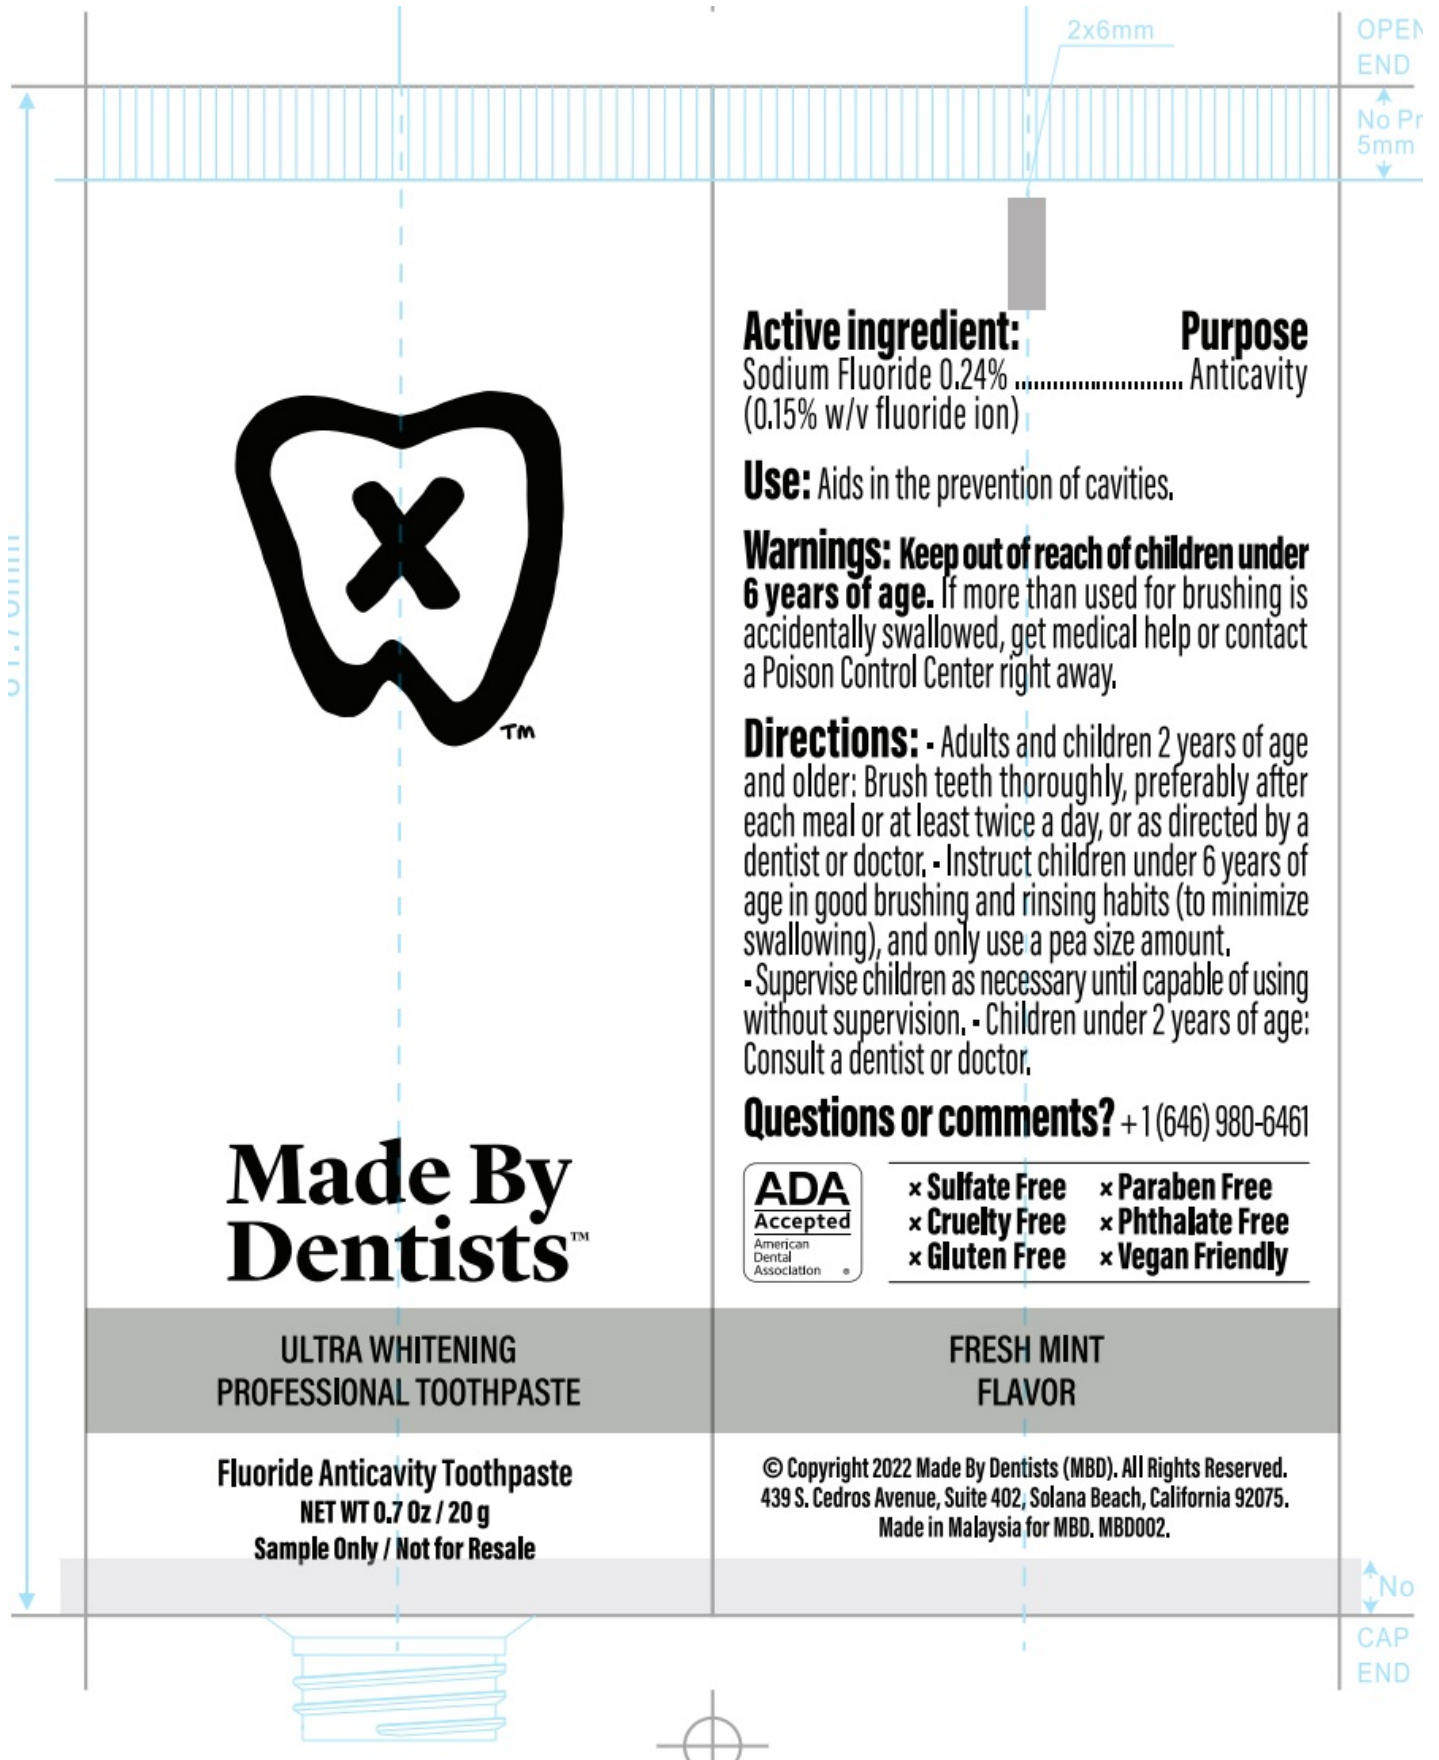 2x6mm
OPEN
END
5mm
TM
Made By
Dentists™
ULTRA WHITENING
PROFESSIONAL TOOTHPASTE
Fluoride Anticavity Toothpaste
NET WT 0.7 Oz / 20 g
Sample Only / Not for Resale
Active ingredient: Purpose
Sodium Fluoride 0.24% .......................... Anticavity
(0.15% w/v fluoride ion)
Use: Aids in the prevention of cavities.
Warnings: Keep out of reach of children under
6 years of age. If more than used for brushing is
accidentally swallowed, get medical help or contact
a Poison Control Center right away.
Directions: ▪ Adults and children 2 years of age
and older: Brush teeth thoroughly, preferably after
each meal or at least twice a day, or as directed by a
dentist or doctor. ▪ Instruct children under 6 years of
age in good brushing and rinsing habits (to minimize
swallowing), and only use a pea size amount.
▪ Supervise children as necessary until capable of using
without supervision. ▪ Children under 2 years of age:
Consult a dentist or doctor.
Questions or comments? +1 (646) 980-6461
ADA
Accepted
American
Dental
Association ®
× Sulfate Free × Paraben Free
× Cruelty Free × Phthalate Free
× Gluten Free × Vegan Friendly
FRESH MINT
FLAVOR
© Copyright 2022 Made By Dentists (MBD). All Rights Reserved.
439 S. Cedros Avenue, Suite 402, Solana Beach, California 92075.
Made in Malaysia for MBD. MBD002.
No
CAP
END